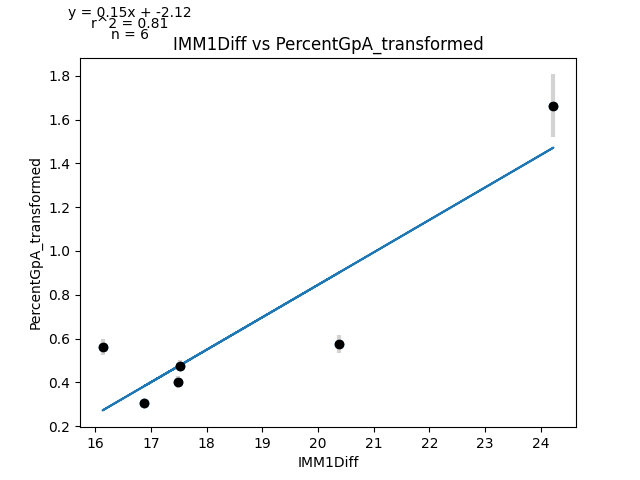 y = 0.15x + -2.12
r^2 = 0.81
n = 6
IMM1Diff vs PercentGpA_transformed
1.8
1.6
1.4
1.2
1.0
0.8
0.6
0.4
0.2
PercentGpA_transformed
16 17 18 19 20 21 22 23 24
IMM1Diff